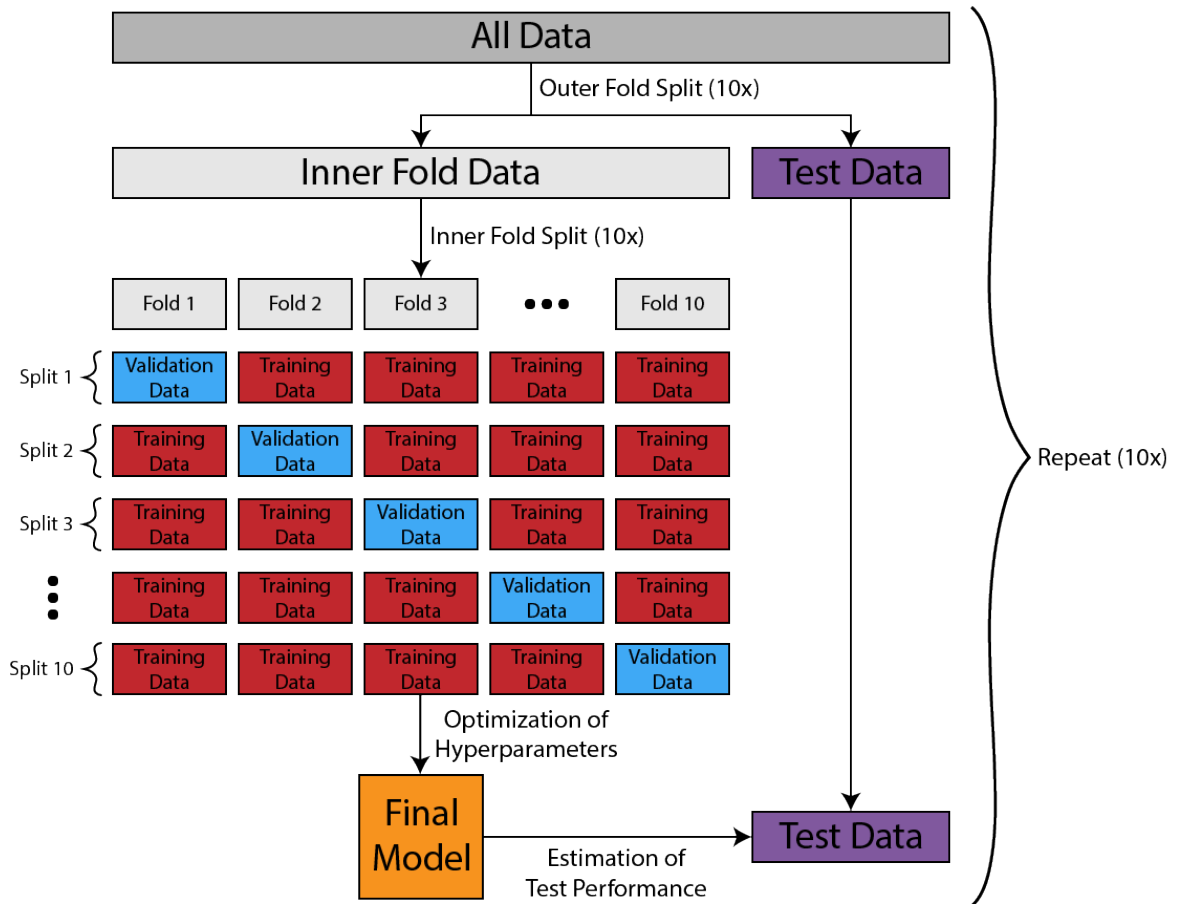 All Data
Outer Fold Split (10x)
Inner Fold Data
Test Data
Inner Fold Split (10x)
Fold 1
Fold 2
Fold 3
Fold 10
Split 1
Validation
Data
Training
Data
Training
Data
Training
Data
Training
Data
Split 2
Training
Data
Validation
Data
Training
Data
Training
Data
Training
Data
Repeat (10x)
Split 3
Training
Data
Training
Data
Validation
Data
Training
Data
Training
Data
Training
Data
Training
Data
Training
Data
Validation
Data
Training
Data
Split 10
Training
Data
Training
Data
Training
Data
Training
Data
Validation
Data
Optimization of
Hyperparameters
Final
Model
Estimation of
Test Performance
Test Data